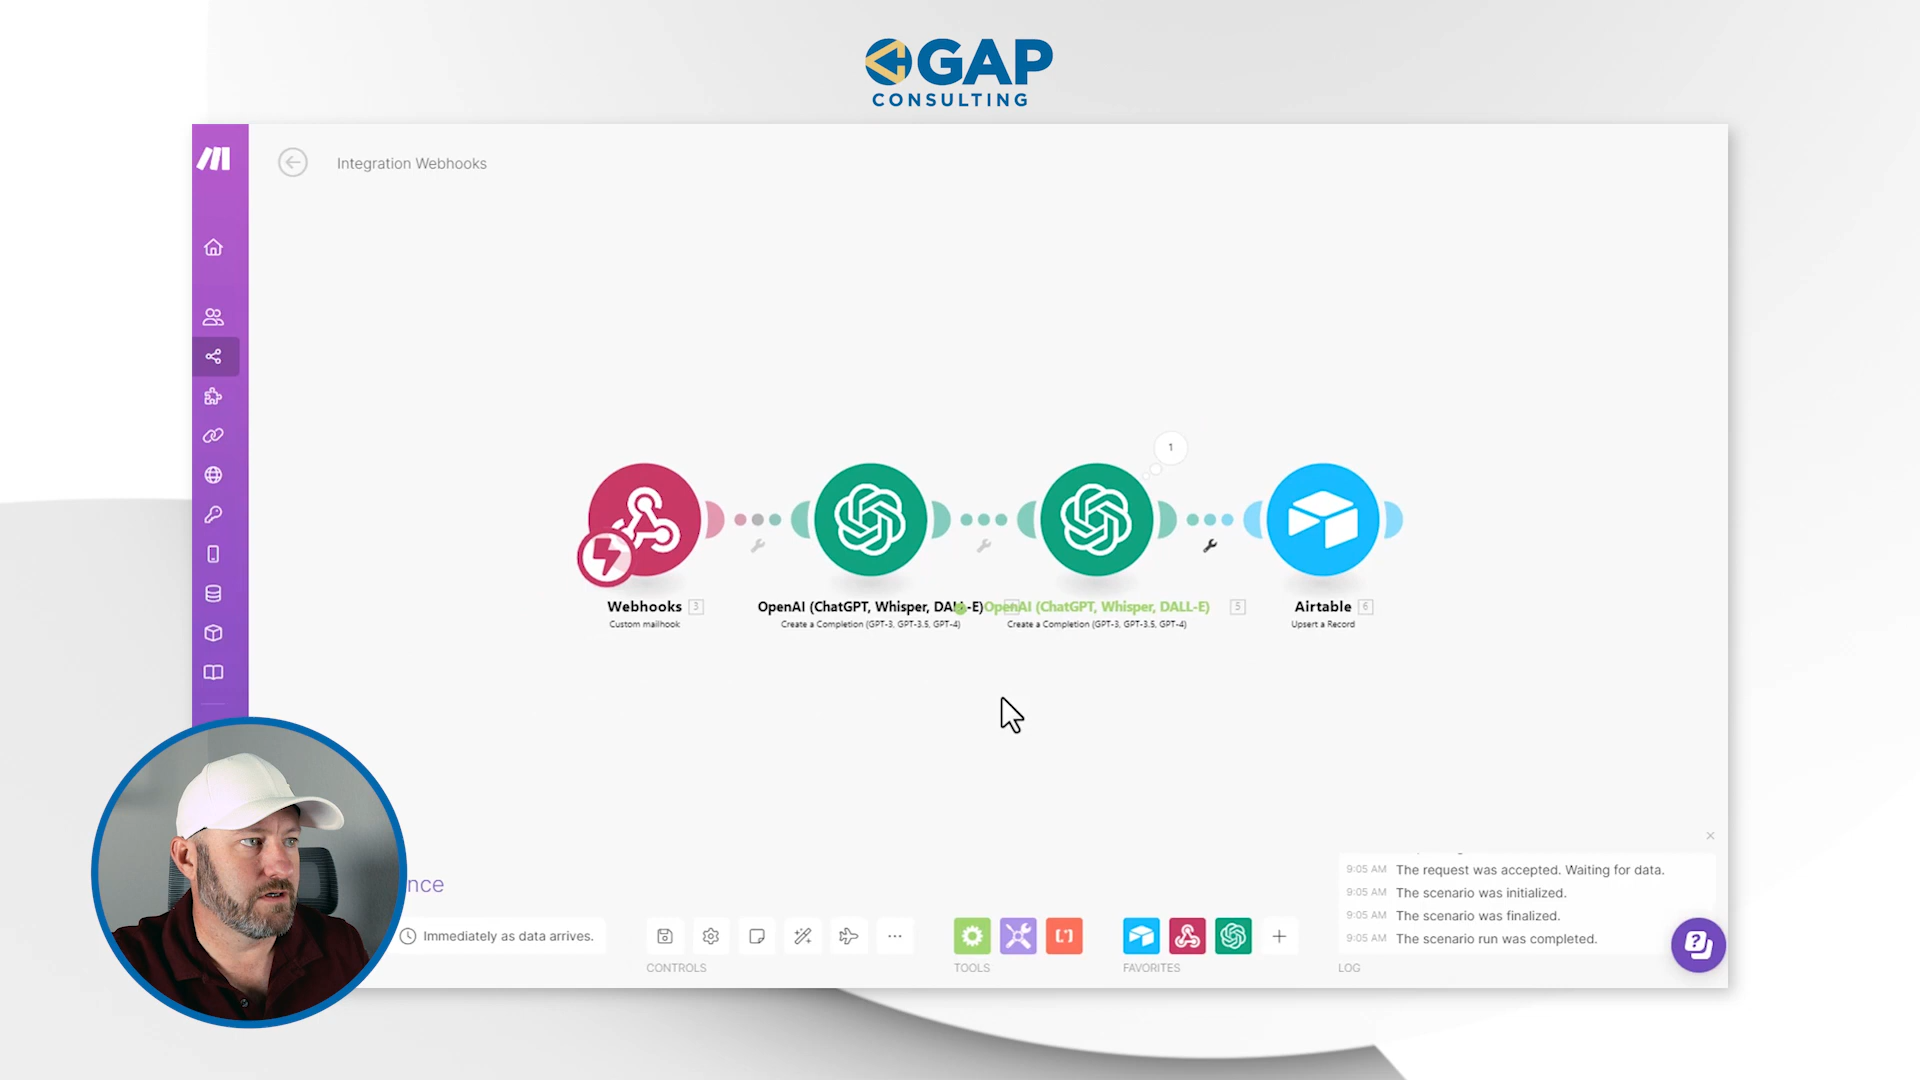 GAP
CONSULTING
Integration Webhooks
1
Webhooks 3
Custom mailhook
OpenAI (ChatGPT, Whisper, DALL-E)
Create a Completion (GPT-3, GPT-3.5, GPT-4)
OpenAI (ChatGPT, Whisper, DALL-E) 5
Create a Completion (GPT-3, GPT-3.5, GPT-4)
Airtable 6
Upsert a Record
nce
Immediately as data arrives.
CONTROLS
TOOLS
FAVORITES
9:05 AM The request was accepted. Waiting for data.
9:05 AM The scenario was initialized.
9:05 AM The scenario was finalized.
9:05 AM The scenario run was completed.
LOG